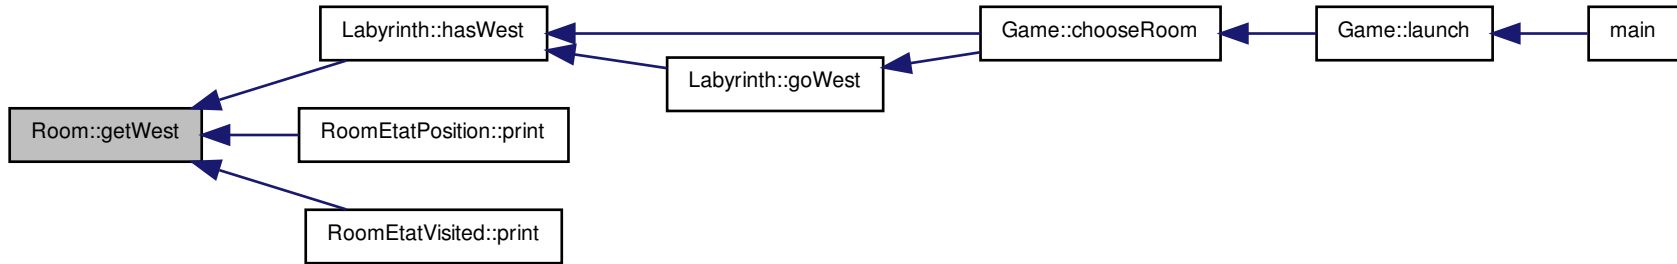 Labyrinth::hasWest
Game::chooseRoom
Game::launch
main
Labyrinth::goWest
Room::getWest
RoomEtatPosition::print
RoomEtatVisited::print